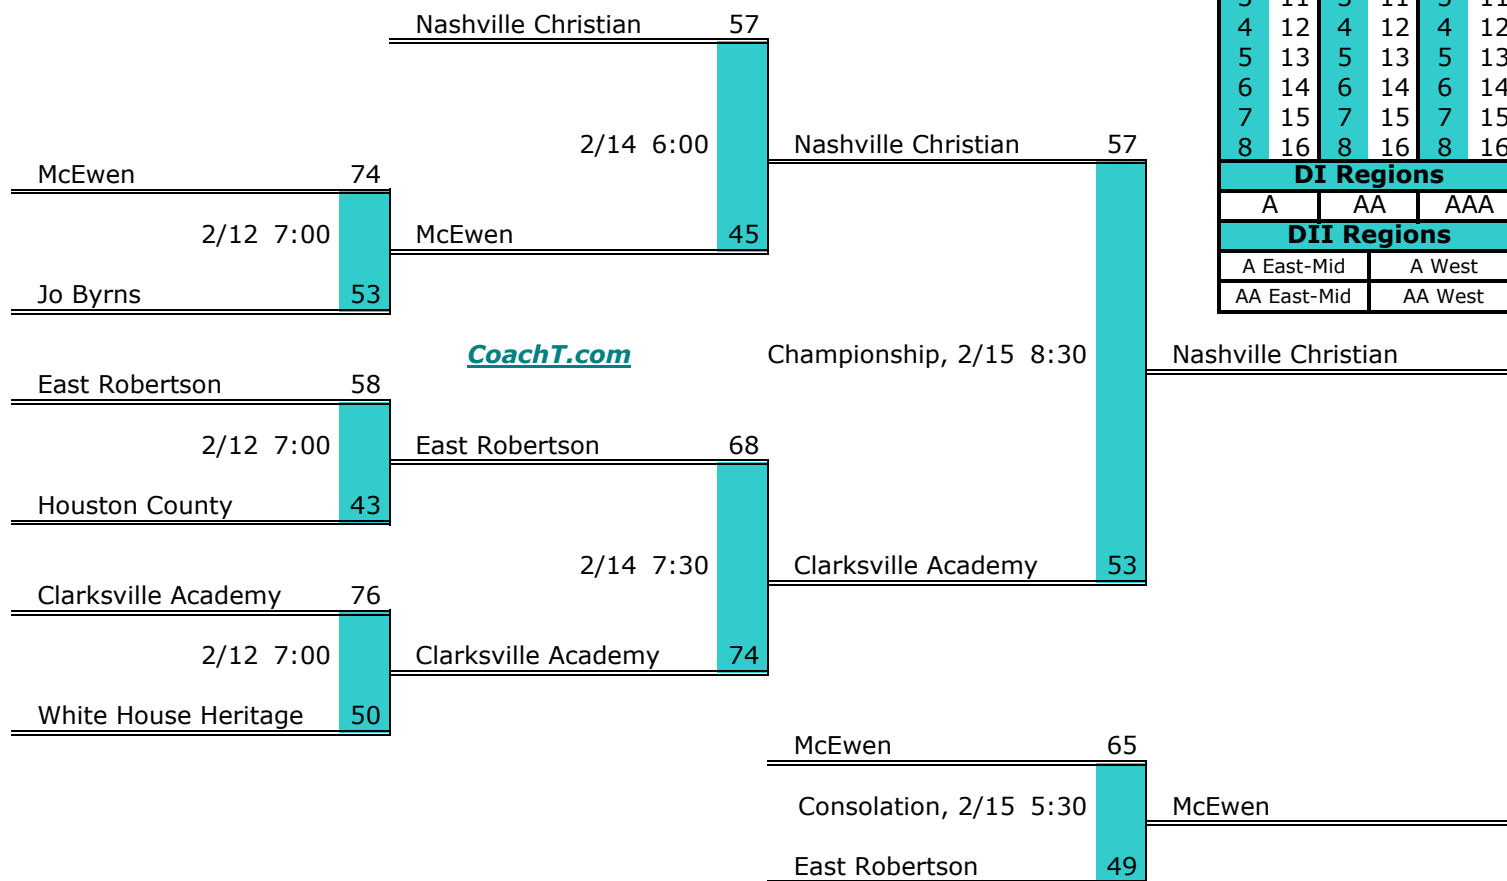 Nashville Christian 57
3 11 3 11 3 11
4 12 4 12 4 12
5 13 5 13 5 13
6 14 6 14 6 14
2/14 6:00 Nashville Christian 57
7 15 7 15 7 15
8 16 8 16 8 16
McEwen 74
DI Regions
A AA AAA
2/12 7:00 McEwen 45
DII Regions
A East-Mid A West
Jo Byrns 53
AA East-Mid AA West
CoachT.com Championship, 2/15 8:30 Nashville Christian
East Robertson 58
2/12 7:00 East Robertson 68
Houston County 43
2/14 7:30 Clarksville Academy 53
Clarksville Academy 76
2/12 7:00 Clarksville Academy 74
White House Heritage 50
McEwen 65
Consolation, 2/15 5:30 McEwen
East Robertson 49